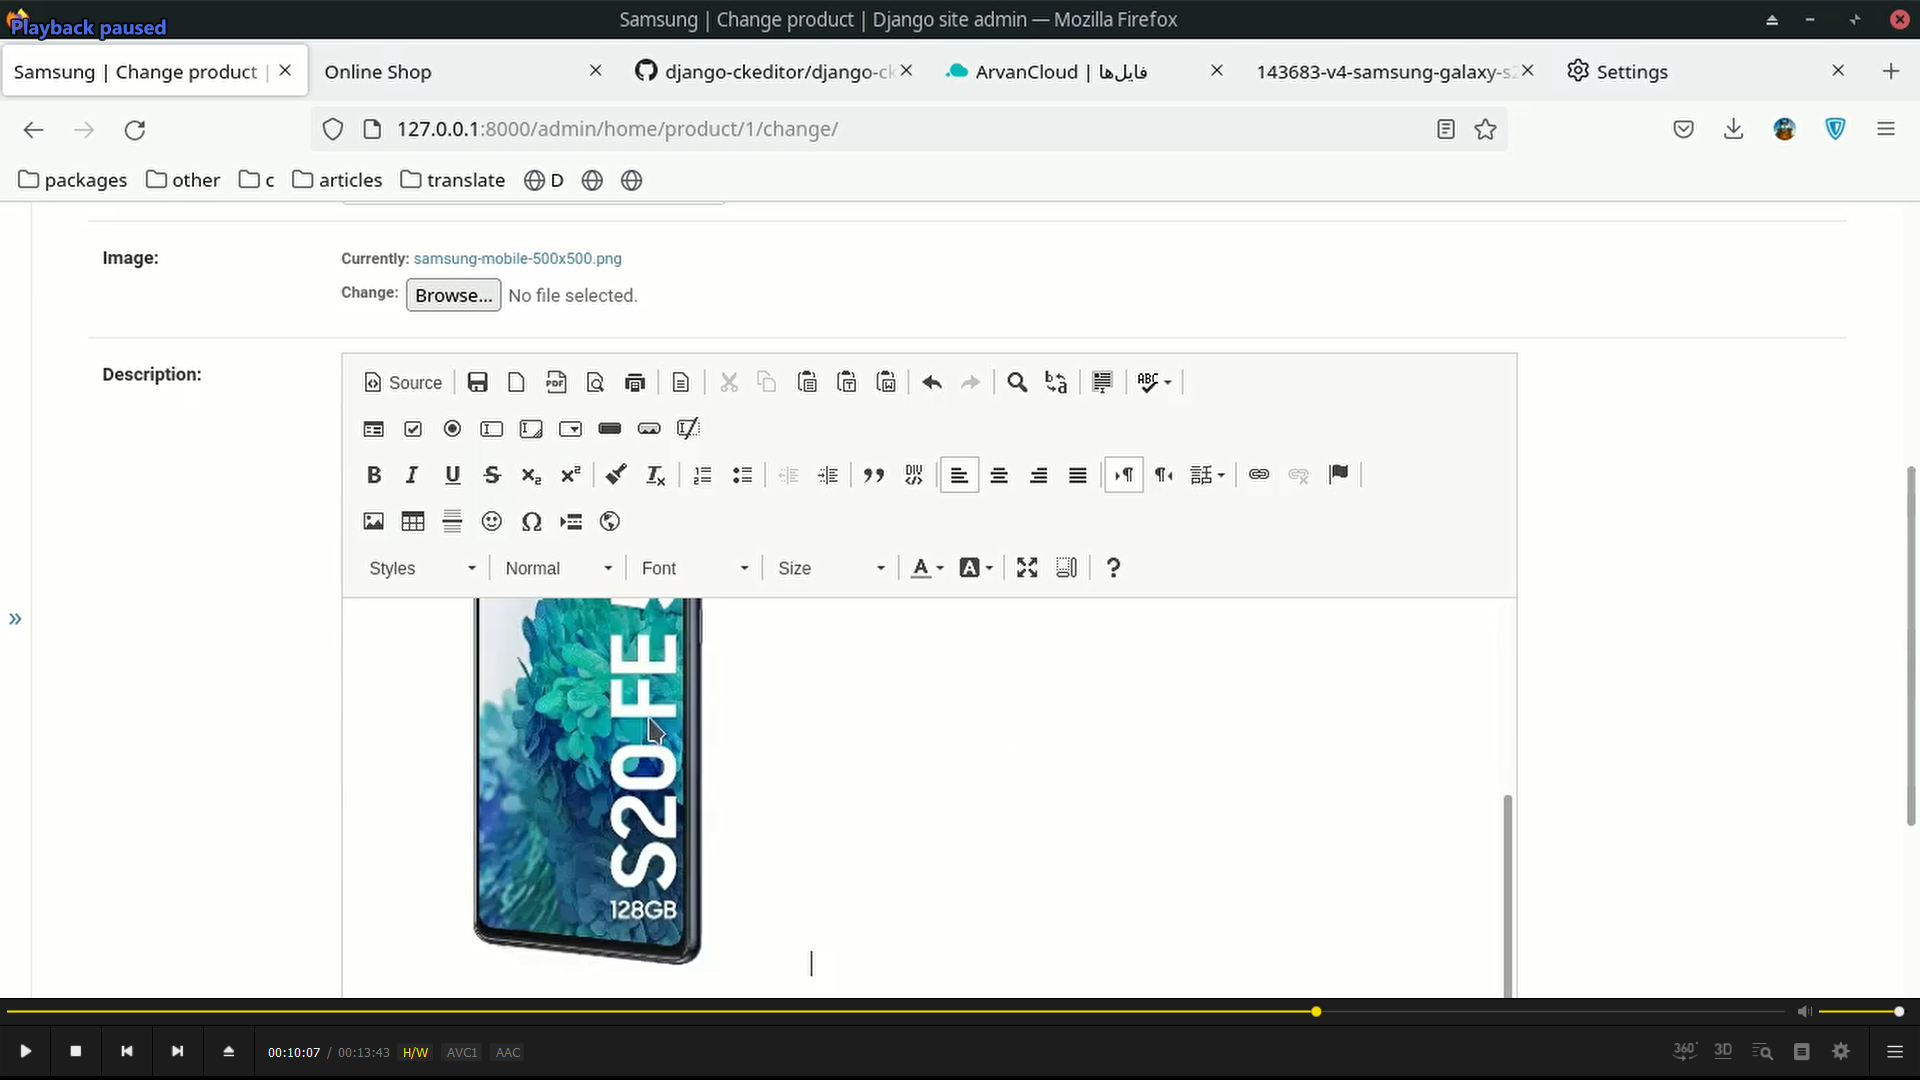 Playback paused
Samsung | Change product | Django site admin — Mozilla Firefox
Samsung | Change product |
Online Shop
django-ckeditor/django-ck
ArvanCloud | فایل‌ها
143683-v4-samsung-galaxy-s2
Settings
127.0.0.1:8000/admin/home/product/1/change/
packages other c articles translate D
Image:
Currently: samsung-mobile-500x500.png
Change: Browse... No file selected.
Description:
Source
Styles Normal Font Size
S20 FE
128GB
00:10:07 / 00:13:43 H/W AVC1 AAC
360° 3D